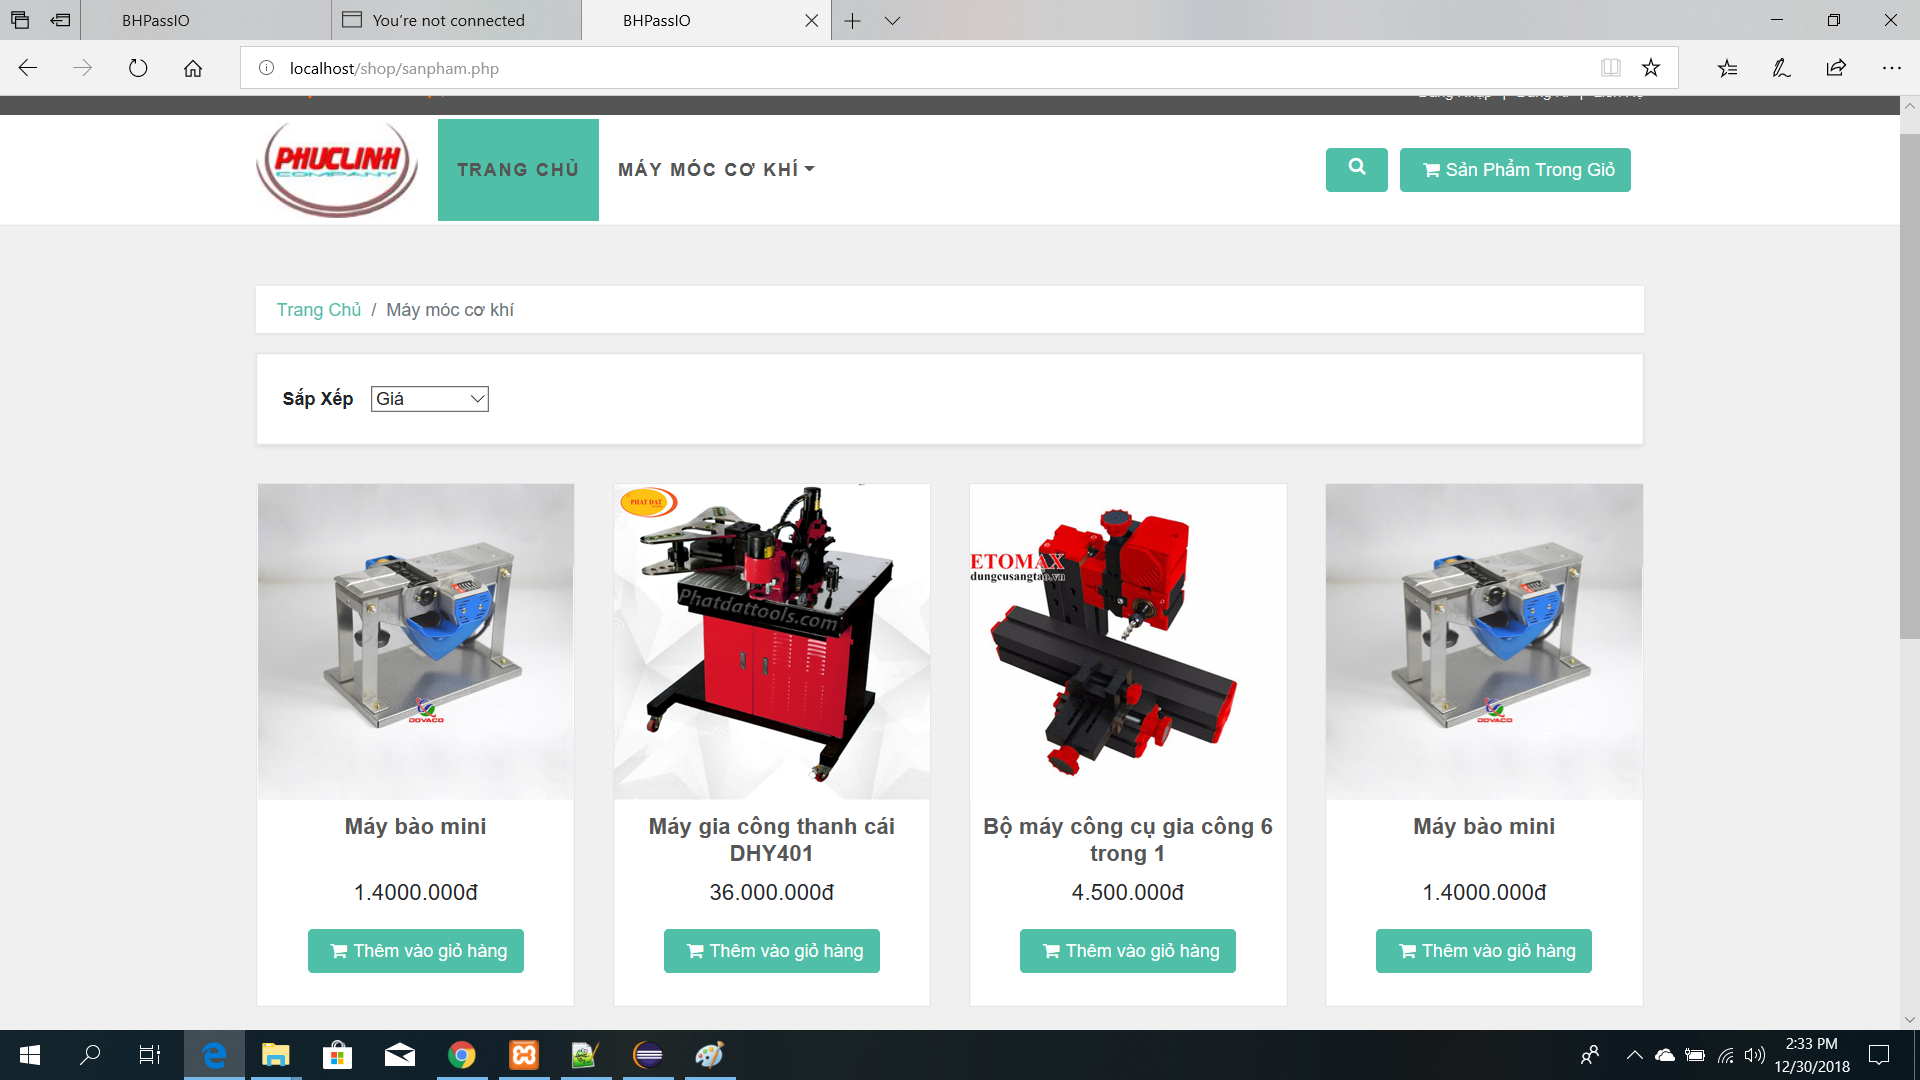 BHPassIO
You're not connected
BHPassIO
localhost/shop/sanpham.php
PHUCLINH
COMPANY
TRANG CHỦ
MÁY MÓC CƠ KHÍ
Sản Phẩm Trong Giỏ
Trang Chủ / Máy móc cơ khí
Sắp Xếp
Giá
DOVACO
PHAT DAT
Phatdattools.com
ETOMAX
dungcusangtao.vn
DOVACO
Máy bào mini
Máy gia công thanh cái
DHY401
Bộ máy công cụ gia công 6
trong 1
Máy bào mini
1.4000.000đ
36.000.000đ
4.500.000đ
1.4000.000đ
Thêm vào giỏ hàng
Thêm vào giỏ hàng
Thêm vào giỏ hàng
Thêm vào giỏ hàng
2:33 PM
12/30/2018